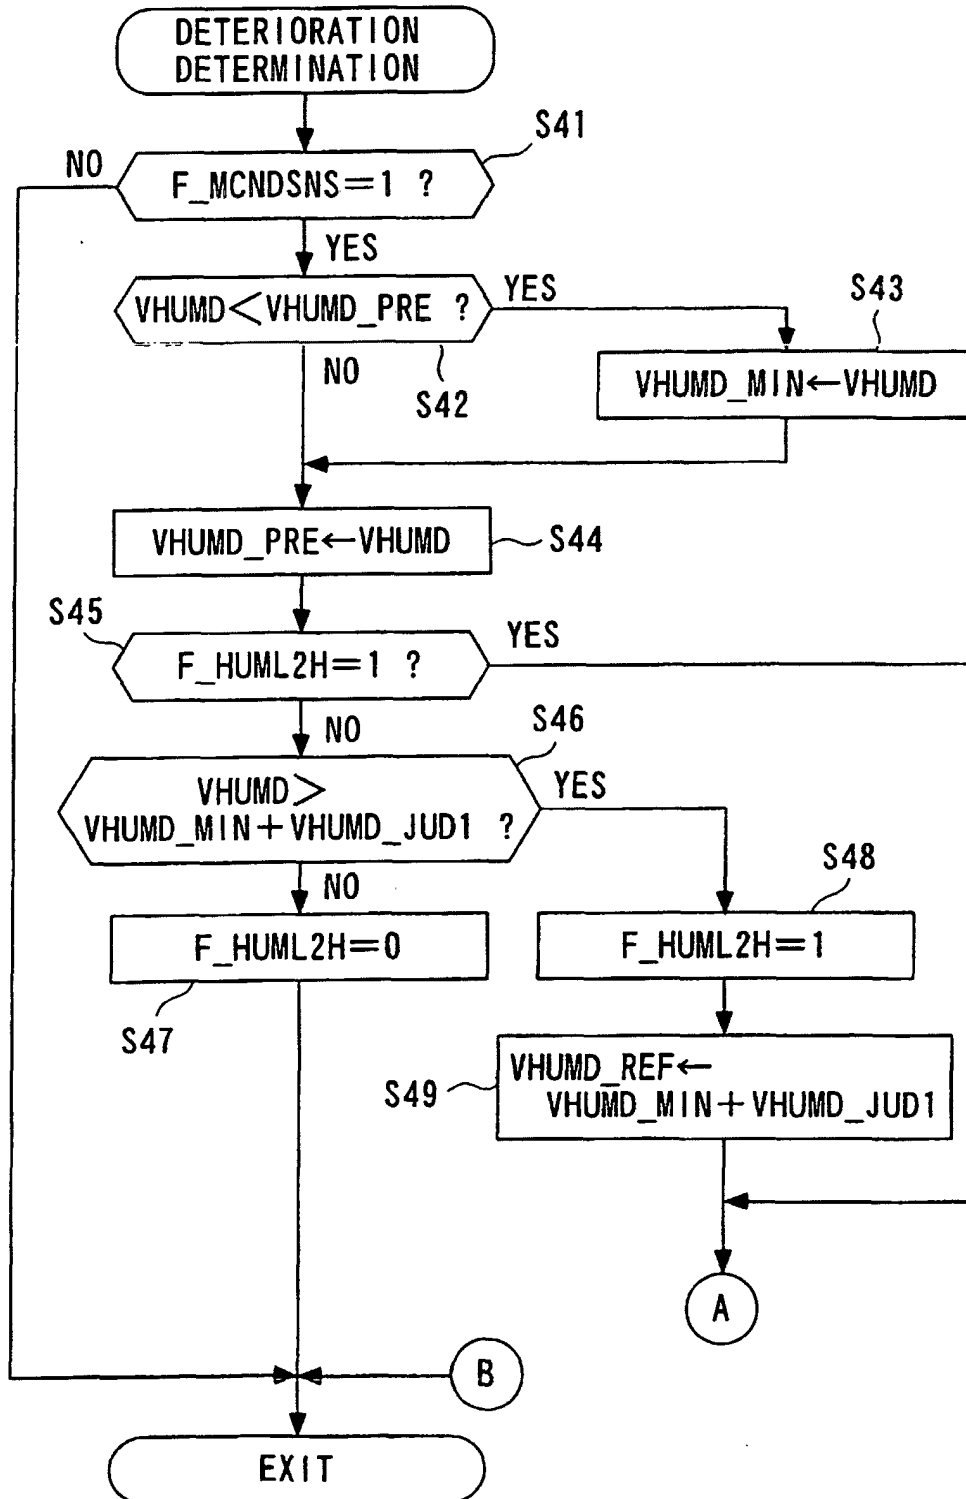 DETERIORATION
DETERMINATION
S41
NO
F_MCNDSNS=1 ?
YES
VHUMD<VHUMD_PRE ?
YES
S43
NO
S42
VHUMD_MIN←VHUMD
VHUMD_PRE←VHUMD
S44
S45
YES
F_HUML2H=1 ?
NO
S46
VHUMD>
VHUMD_MIN+VHUMD_JUD1 ?
YES
NO
S48
F_HUML2H=0
F_HUML2H=1
S47
S49
VHUMD_REF←
VHUMD_MIN+VHUMD_JUD1
A
B
EXIT